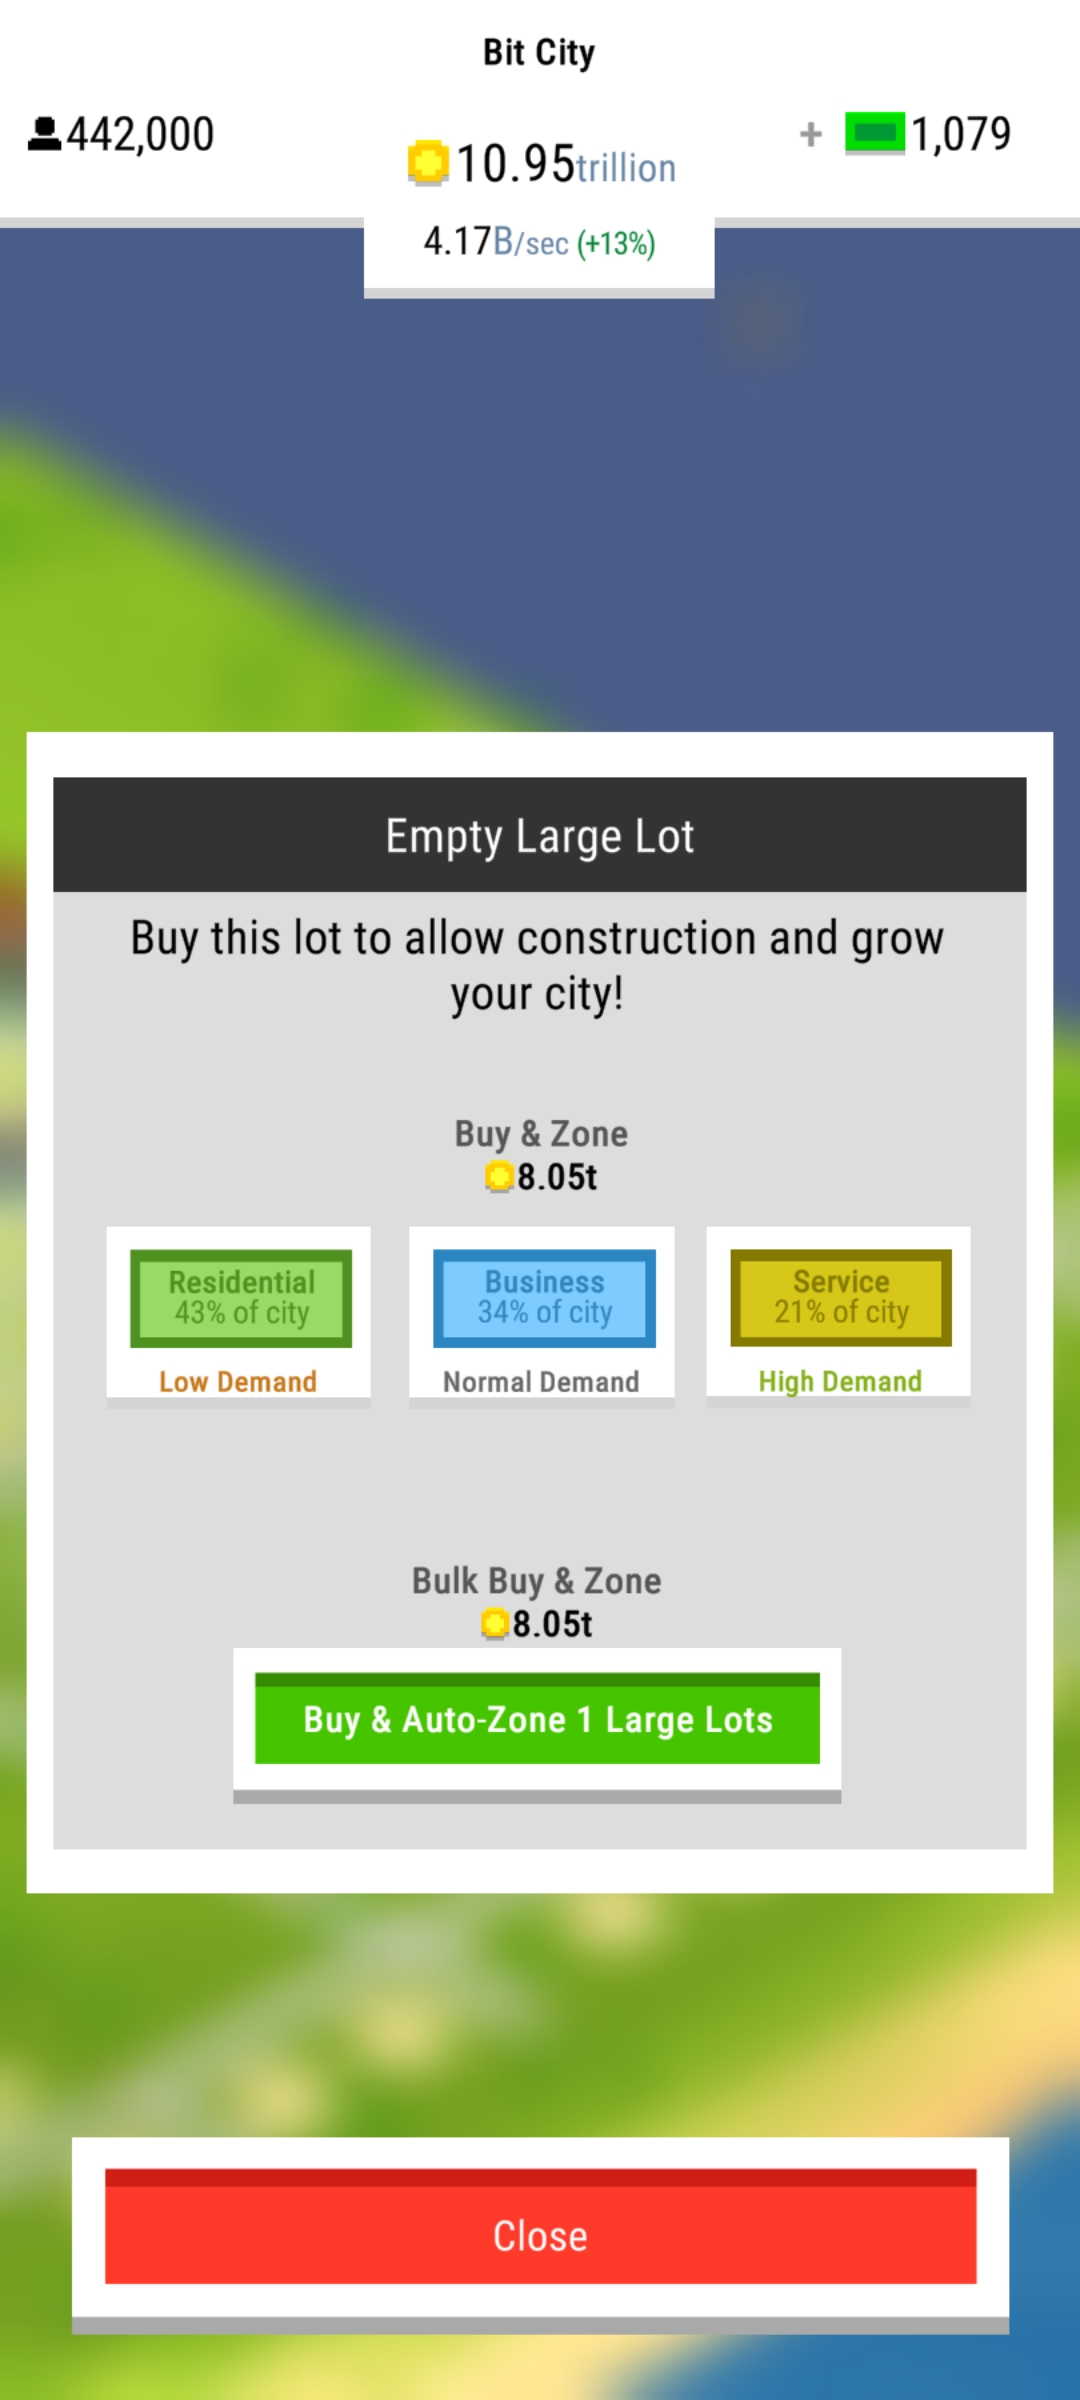 Bit City
442,000
10.95trillion
+ 1,079
4.17B/sec (+13%)
Empty Large Lot
Buy this lot to allow construction and grow
your city!
Buy & Zone
8.05t
Residential
43% of city
Low Demand
Business
34% of city
Normal Demand
Service
21% of city
High Demand
Bulk Buy & Zone
8.05t
Buy & Auto-Zone 1 Large Lots
Close